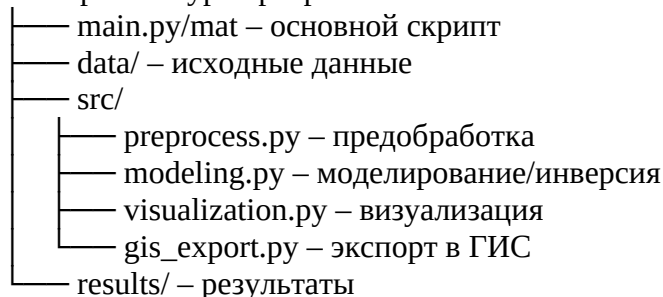 main.py/mat – основной скрипт
data/ – исходные данные
src/
preprocess.py – предобработка
modeling.py – моделирование/инверсия
visualization.py – визуализация
gis_export.py – экспорт в ГИС
results/ – результаты